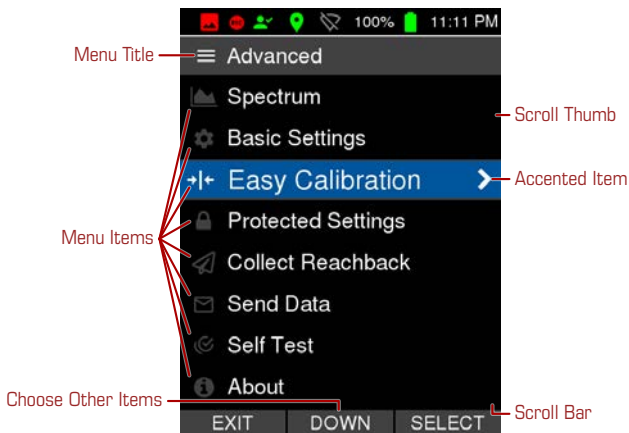 100% 11:11 PM
Menu Title
Advanced
Spectrum
Scroll Thumb
Basic Settings
Easy Calibration
Accented Item
Protected Settings
Menu Items
Collect Reachback
Send Data
Self Test
About
Choose Other Items
Scroll Bar
EXIT DOWN SELECT